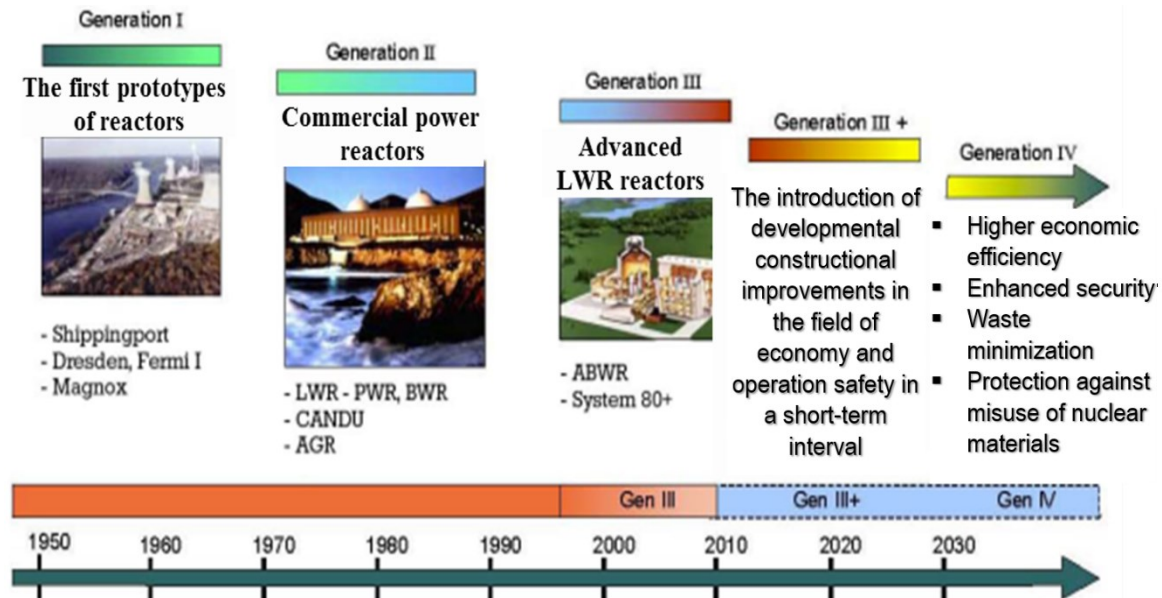 Generation I
The first prototypes
of reactors
- Shippingport
- Dresden, Fermi I
- Magnox
Generation II
Commercial power
reactors
- LWR - PWR, BWR
- CANDU
- AGR
Generation III
Advanced
LWR reactors
- ABWR
- System 80+
Generation III +
The introduction of
developmental
constructional
improvements in
the field of
economy and
operation safety in
a short-term
interval
Generation IV
▪ Higher economic
efficiency
▪ Enhanced security
▪ Waste
minimization
▪ Protection against
misuse of nuclear
materials
Gen III
Gen III+
Gen IV
1950 1960 1970 1980 1990 2000 2010 2020 2030